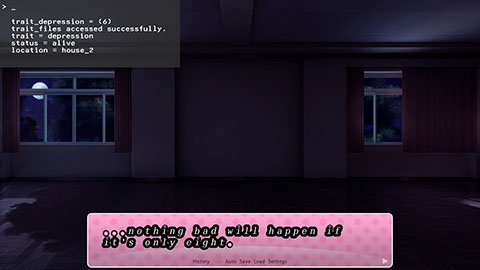 > _
trait_depression = (6)
trait_files accessed successfully.
trait = depression
status = alive
location = house_2
...nothing bad will happen if
it's only eight.
History Skip Auto Save Load Settings